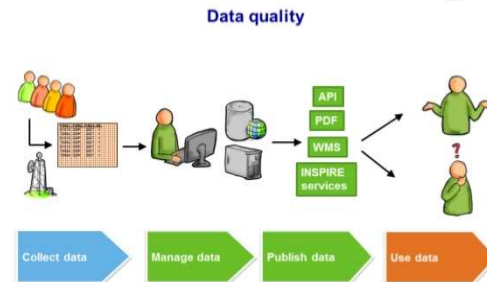 Data quality
API
PDF
WMS
INSPIRE
services
?
Collect data
Manage data
Publish data
Use data